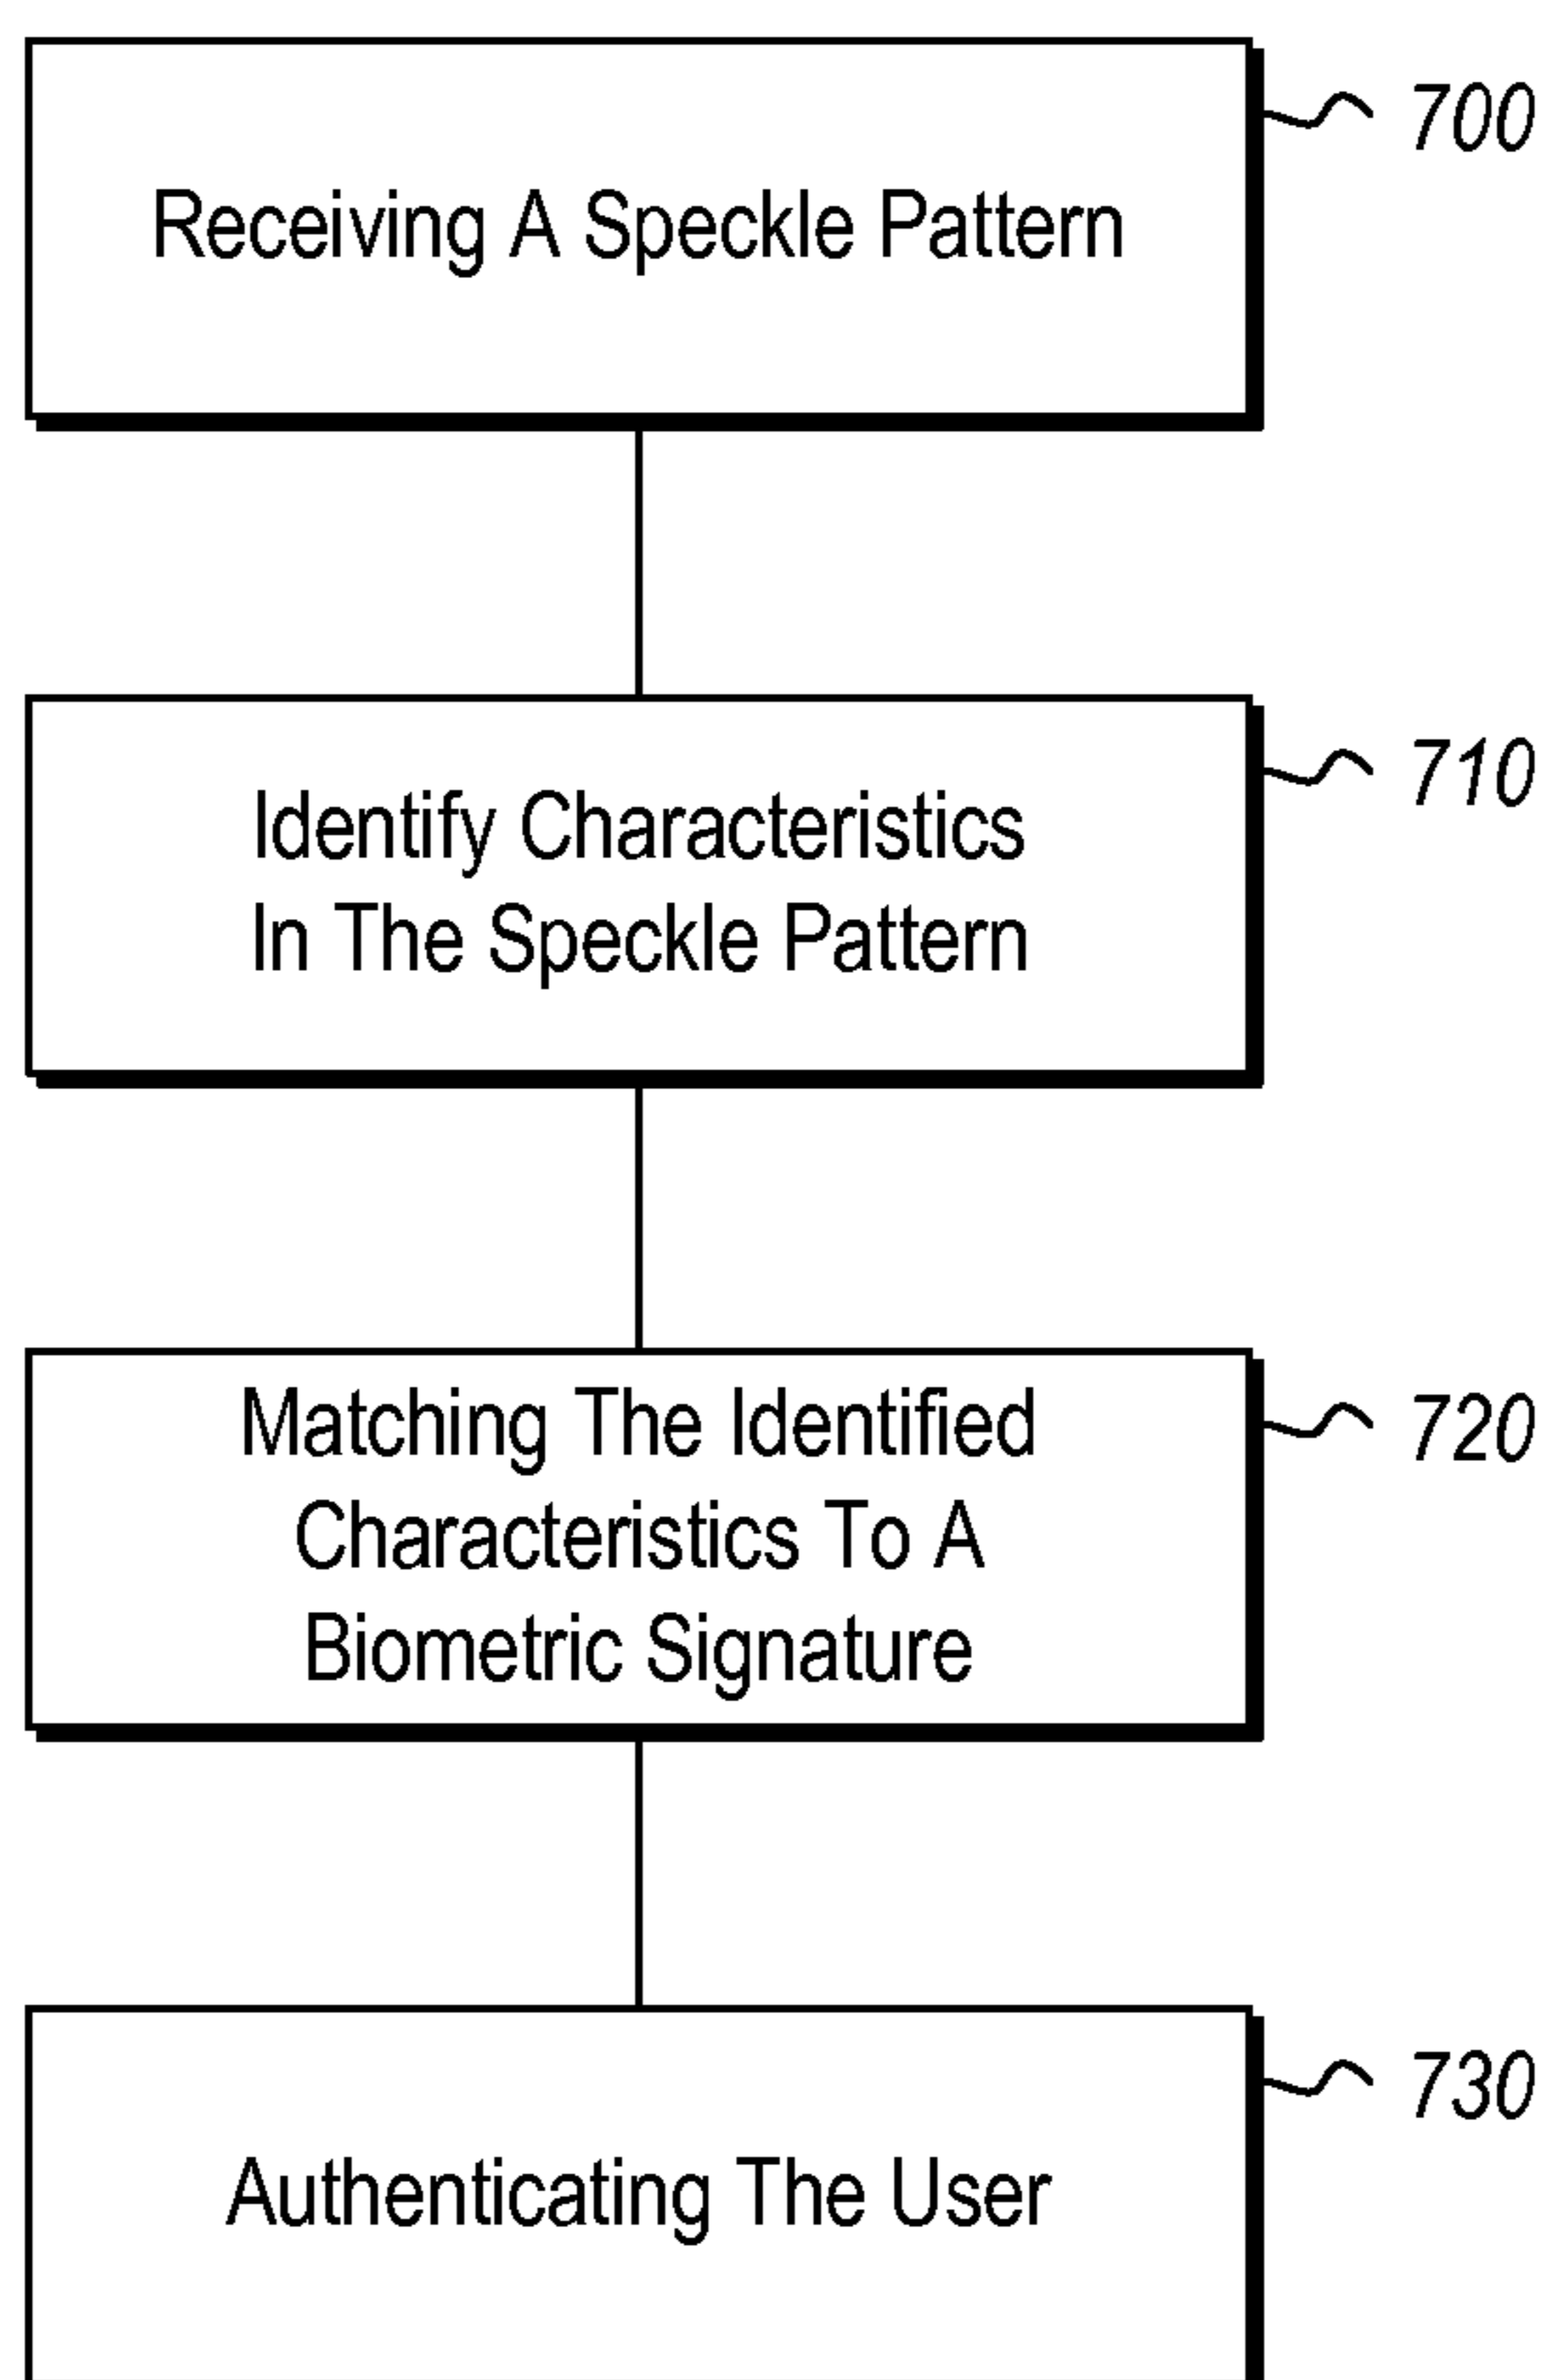 Receiving A Speckle Pattern
700
Identify Characteristics
In The Speckle Pattern
710
Matching The Identified
Characteristics To A
Biometric Signature
720
Authenticating The User
730